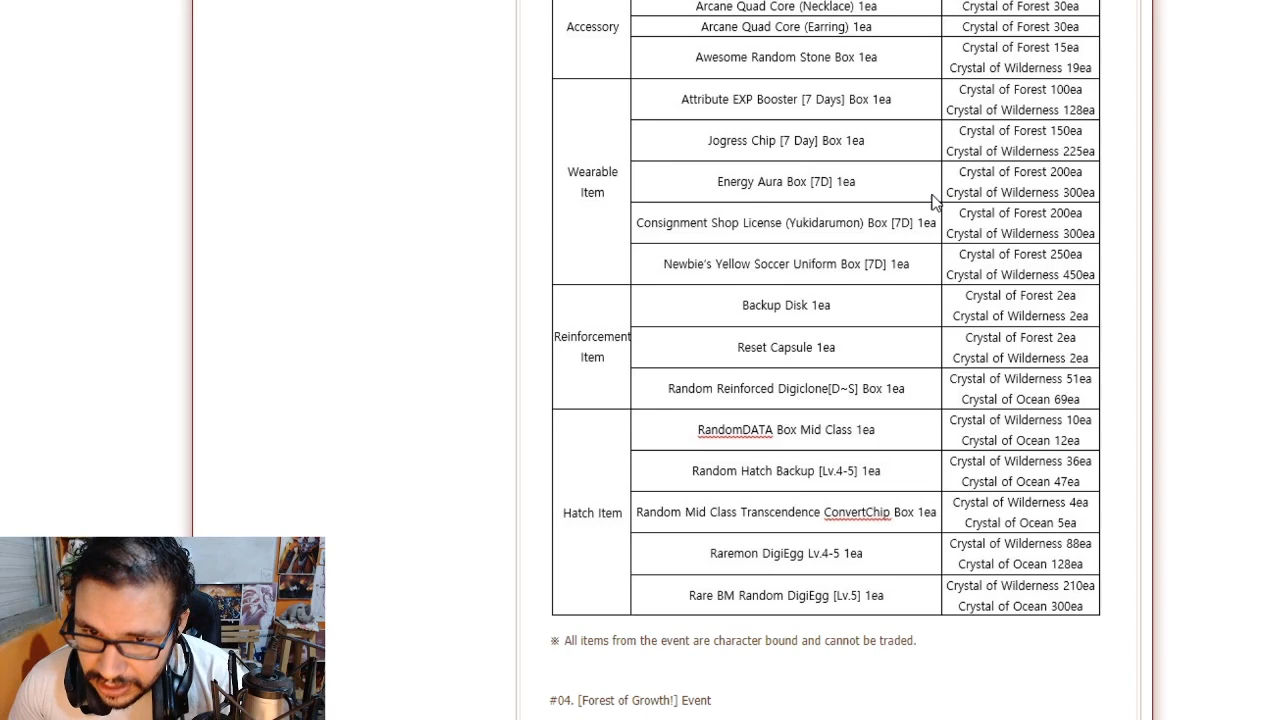 Accessory
Arcane Quad Core (Necklace) 1ea
Crystal of Forest 30ea
Arcane Quad Core (Earring) 1ea
Crystal of Forest 30ea
Awesome Random Stone Box 1ea
Crystal of Forest 15ea
Crystal of Wilderness 19ea
Wearable
Item
Attribute EXP Booster [7 Days] Box 1ea
Crystal of Forest 100ea
Crystal of Wilderness 128ea
Jogress Chip [7 Day] Box 1ea
Crystal of Forest 150ea
Crystal of Wilderness 225ea
Energy Aura Box [7D] 1ea
Crystal of Forest 200ea
Crystal of Wilderness 300ea
Consignment Shop License (Yukidarumon) Box [7D] 1ea
Crystal of Forest 200ea
Crystal of Wilderness 300ea
Newbie's Yellow Soccer Uniform Box [7D] 1ea
Crystal of Forest 250ea
Crystal of Wilderness 450ea
Reinforcement
Item
Backup Disk 1ea
Crystal of Forest 2ea
Crystal of Wilderness 2ea
Reset Capsule 1ea
Crystal of Forest 2ea
Crystal of Wilderness 2ea
Random Reinforced Digiclone[D~S] Box 1ea
Crystal of Wilderness 51ea
Crystal of Ocean 69ea
Hatch Item
RandomDATA Box Mid Class 1ea
Crystal of Wilderness 10ea
Crystal of Ocean 12ea
Random Hatch Backup [Lv.4-5] 1ea
Crystal of Wilderness 36ea
Crystal of Ocean 47ea
Random Mid Class Transcendence ConvertChip Box 1ea
Crystal of Wilderness 4ea
Crystal of Ocean 5ea
Raremon DigiEgg Lv.4-5 1ea
Crystal of Wilderness 88ea
Crystal of Ocean 128ea
Rare BM Random DigiEgg [Lv.5] 1ea
Crystal of Wilderness 210ea
Crystal of Ocean 300ea
※ All items from the event are character bound and cannot be traded.
#04. [Forest of Growth!] Event